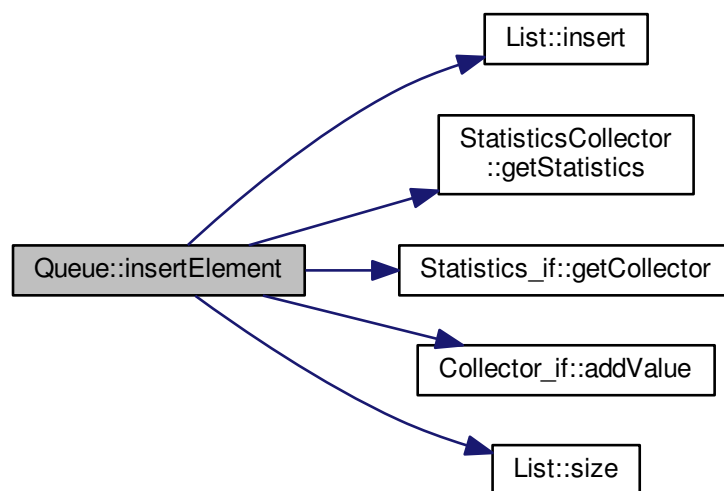 List::insert
StatisticsCollector
::getStatistics
Queue::insertElement
Statistics_if::getCollector
Collector_if::addValue
List::size